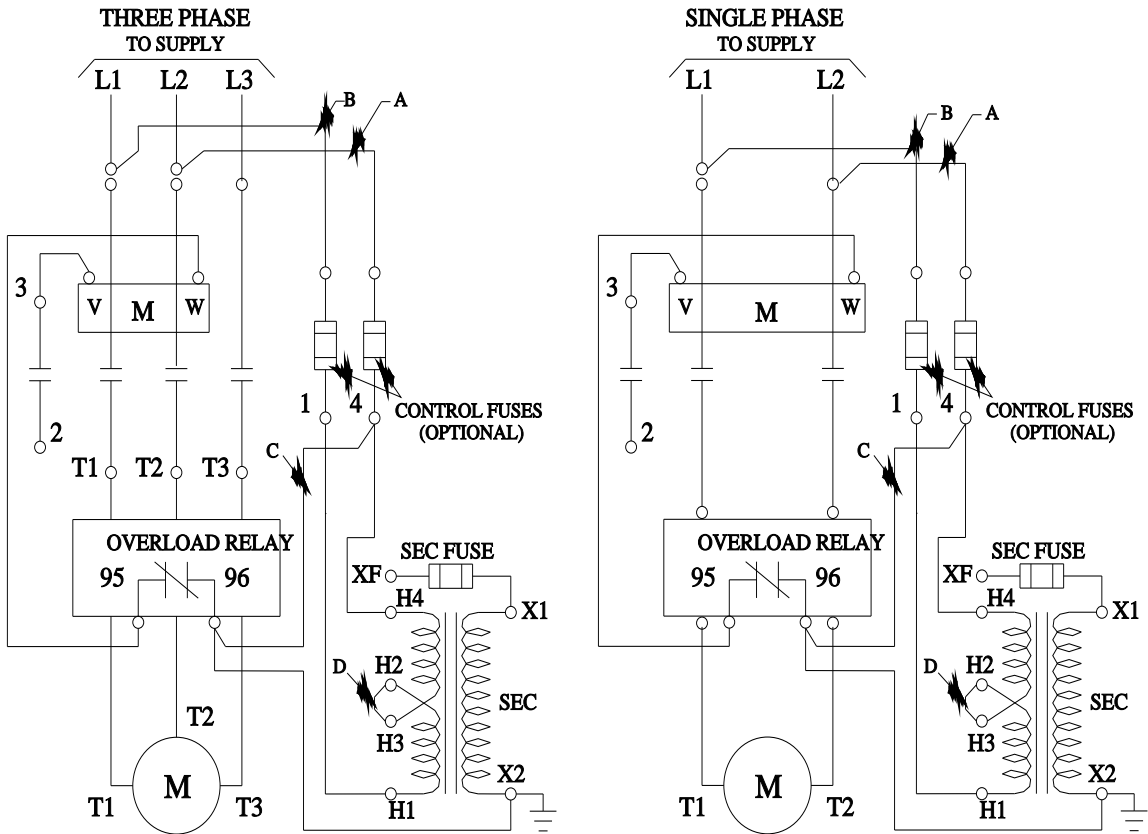 THREE PHASE
TO SUPPLY
L1 L2 L3
B A
3 V M W
1 4
CONTROL FUSES
(OPTIONAL)
2
C
T1 T2 T3
OVERLOAD RELAY
95 96
SEC FUSE
XF
H4 X1
D H2
SEC
H3
T2
X2
M
T1 T3 H1
SINGLE PHASE
TO SUPPLY
L1 L2
B A
3 V M W
1 4
CONTROL FUSES
(OPTIONAL)
2
C
OVERLOAD RELAY
95 96
SEC FUSE
XF
H4 X1
D H2
SEC
H3
X2
M
T1 T2 H1